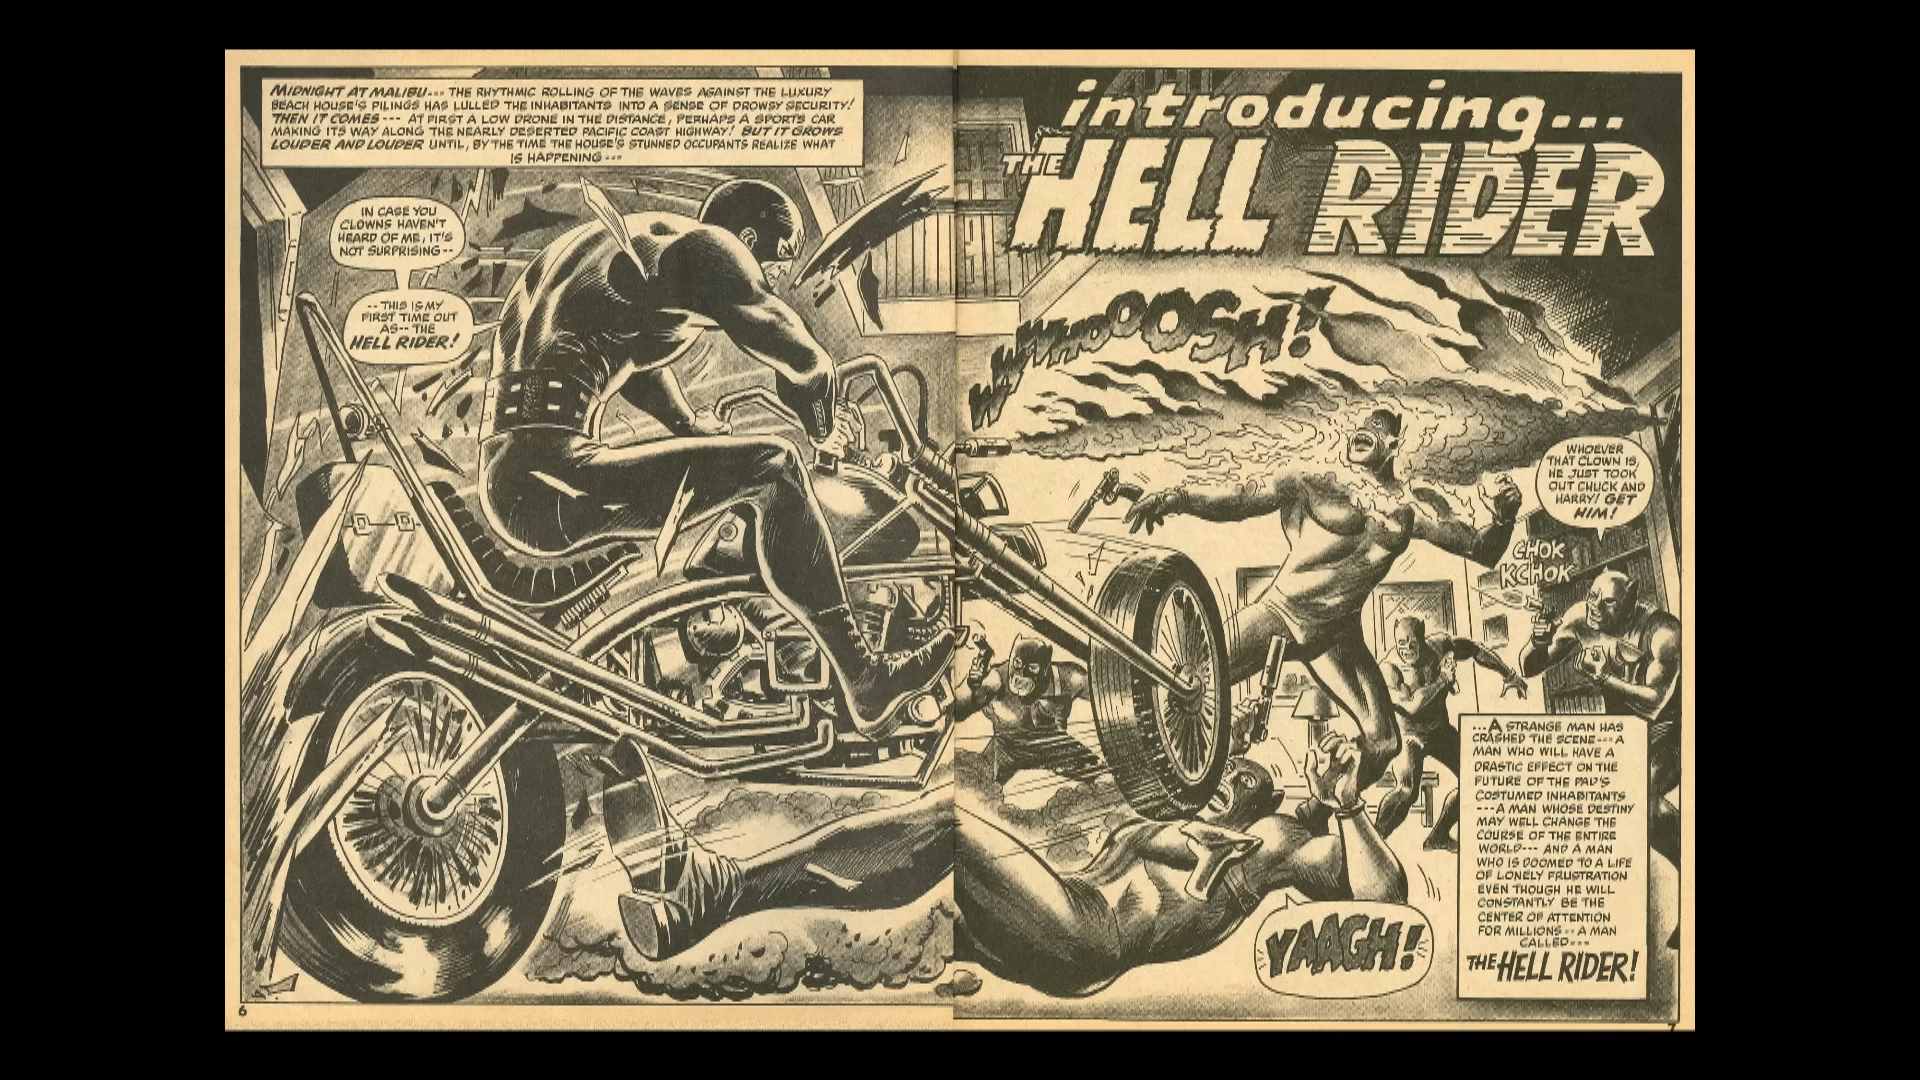 MIDNIGHT AT MALIBU--- THE RHYTHMIC ROLLING OF THE WAVES AGAINST THE LUXURY
BEACH HOUSE'S PILINGS HAS LULLED THE INHABITANTS INTO A SENSE OF DROWSY SECURITY!
THEN IT COMES --- AT FIRST A LOW DRONE IN THE DISTANCE, PERHAPS A SPORTS CAR
MAKING ITS WAY ALONG THE NEARLY DESERTED PACIFIC COAST HIGHWAY! BUT IT GROWS
LOUDER AND LOUDER UNTIL, BY THE TIME THE HOUSE'S STUNNED OCCUPANTS REALIZE WHAT
IS HAPPENING ---
IN CASE YOU
CLOWNS HAVEN'T
HEARD OF ME, IT'S
NOT SURPRISING--
-- THIS IS MY
FIRST TIME OUT
AS-- THE
HELL RIDER!
6
introducing...
THE
HELL RIDER
WWWHOOOOSH!
WHOEVER
THAT CLOWN IS,
HE JUST TOOK
OUT CHUCK AND
HARRY! GET
HIM!
CHOK
KCHOK
YAAGH!
...A STRANGE MAN HAS
CRASHED THE SCENE---A
MAN WHO WILL HAVE A
DRASTIC EFFECT ON THE
FUTURE OF THE PAD'S
COSTUMED INHABITANTS
---A MAN WHOSE DESTINY
MAY WELL CHANGE THE
COURSE OF THE ENTIRE
WORLD--- AND A MAN
WHO IS DOOMED TO A LIFE
OF LONELY FRUSTRATION
EVEN THOUGH HE WILL
CONSTANTLY BE THE
CENTER OF ATTENTION
FOR MILLIONS -- A MAN
CALLED---
THE HELL RIDER!
7